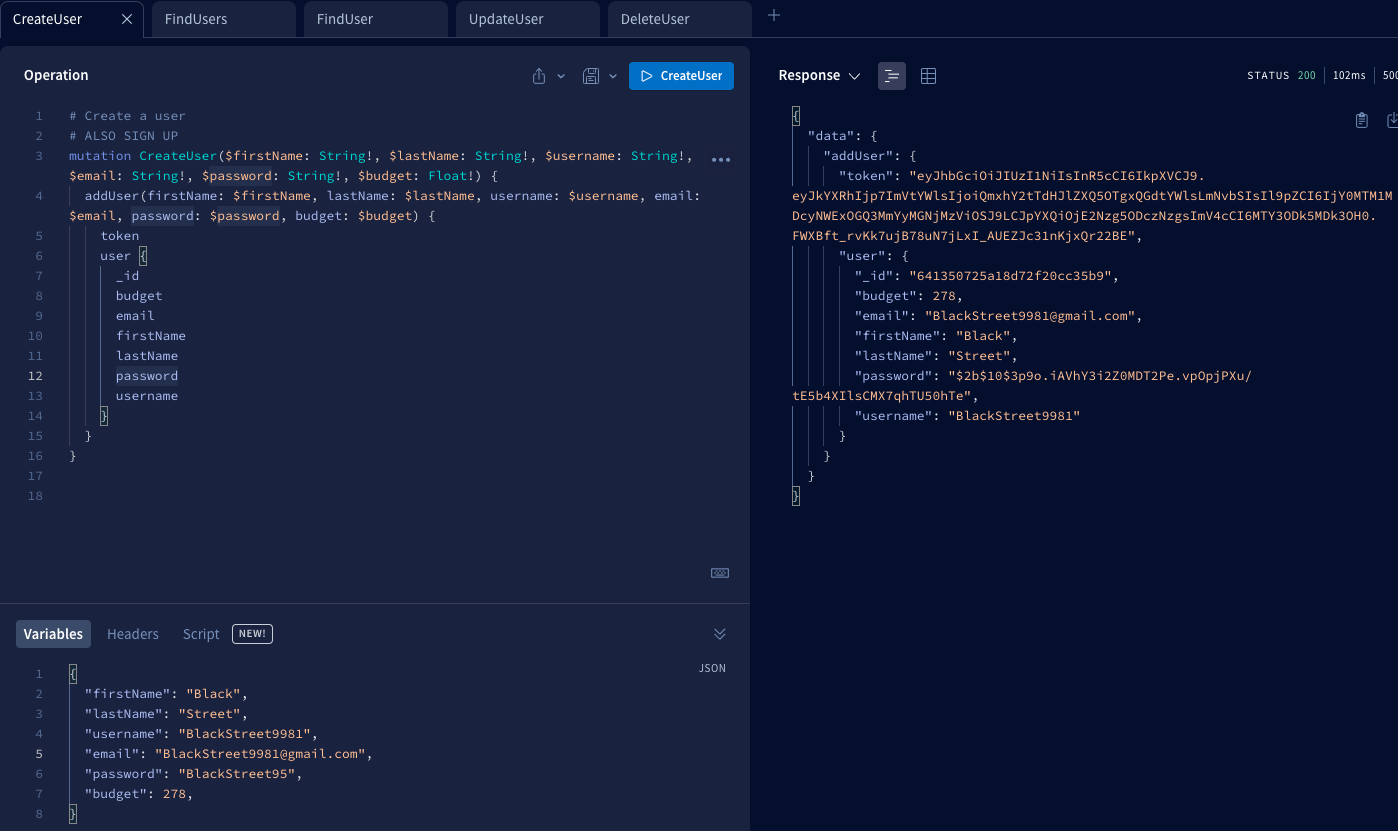 CreateUser
FindUsers
FindUser
UpdateUser
DeleteUser
Operation
CreateUser
1 # Create a user
2 # ALSO SIGN UP
3 mutation CreateUser($firstName: String!, $lastName: String!, $username: String!,
$email: String!, $password: String!, $budget: Float!) {
4 addUser(firstName: $firstName, lastName: $lastName, username: $username, email:
$email, password: $password, budget: $budget) {
5 token
6 user {
7 _id
8 budget
9 email
10 firstName
11 lastName
12 password
13 username
14 }
15 }
16 }
17
18
Variables Headers Script NEW!
JSON
1 {
2 "firstName": "Black",
3 "lastName": "Street",
4 "username": "BlackStreet9981",
5 "email": "BlackStreet9981@gmail.com",
6 "password": "BlackStreet95",
7 "budget": 278,
8 }
Response
STATUS 200 102ms 500
{
"data": {
"addUser": {
"token": "eyJhbGciOiJIUzI1NiIsInR5cCI6IkpXVCJ9.
eyJkYXRhIjp7ImVtYWlsIjoiQmxhY2tTdHJlZXQ5OTgxQGdtYWlsLmNvbSIsIl9pZCI6IjY0MTM1M
DcyNWExOGQ3MmYyMGNjMzViOSJ9LCJpYXQiOjE2Nzg5ODczNzgsImV4cCI6MTY3ODk5MDk3OH0.
FWXBft_rvKk7ujB78uN7jLxI_AUEZJc31nKjxQr22BE",
"user": {
"_id": "641350725a18d72f20cc35b9",
"budget": 278,
"email": "BlackStreet9981@gmail.com",
"firstName": "Black",
"lastName": "Street",
"password": "$2b$10$3p9o.iAVhY3i2Z0MDT2Pe.vpOpjPXu/
tE5b4XIlsCMX7qhTU50hTe",
"username": "BlackStreet9981"
}
}
}
}